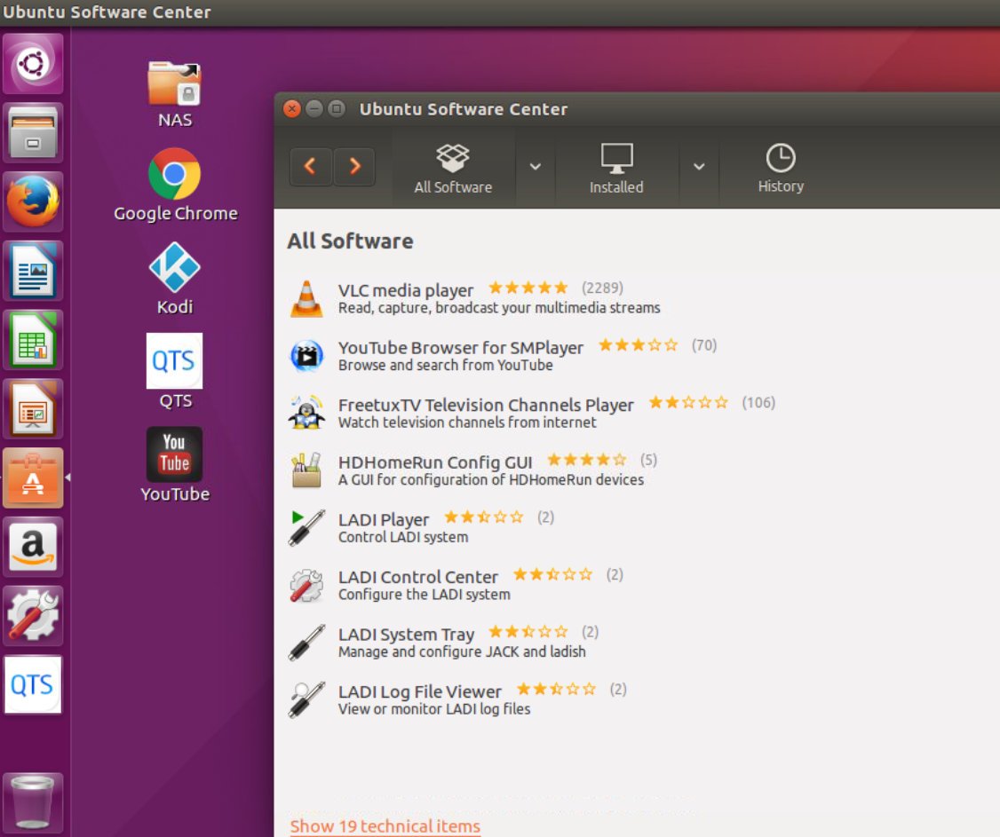 Ubuntu Software Center
NAS
Google Chrome
Kodi
QTS
QTS
You
Tube
YouTube
A
a
QTS
Ubuntu Software Center
All Software
Installed
History
All Software
VLC media player (2289)
Read, capture, broadcast your multimedia streams
YouTube Browser for SMPlayer (70)
Browse and search from YouTube
FreetuxTV Television Channels Player (106)
Watch television channels from internet
HDHomeRun Config GUI (5)
A GUI for configuration of HDHomeRun devices
LADI Player (2)
Control LADI system
LADI Control Center (2)
Configure the LADI system
LADI System Tray (2)
Manage and configure JACK and ladish
LADI Log File Viewer (2)
View or monitor LADI log files
Show 19 technical items